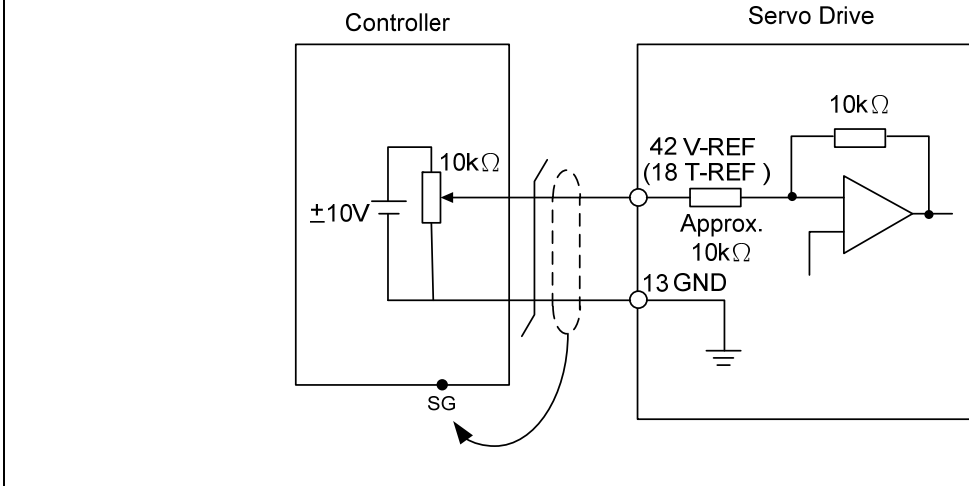 Controller
Servo Drive
10kΩ
42 V-REF
(18 T-REF )
10kΩ
±10V
Approx.
10kΩ
13 GND
SG